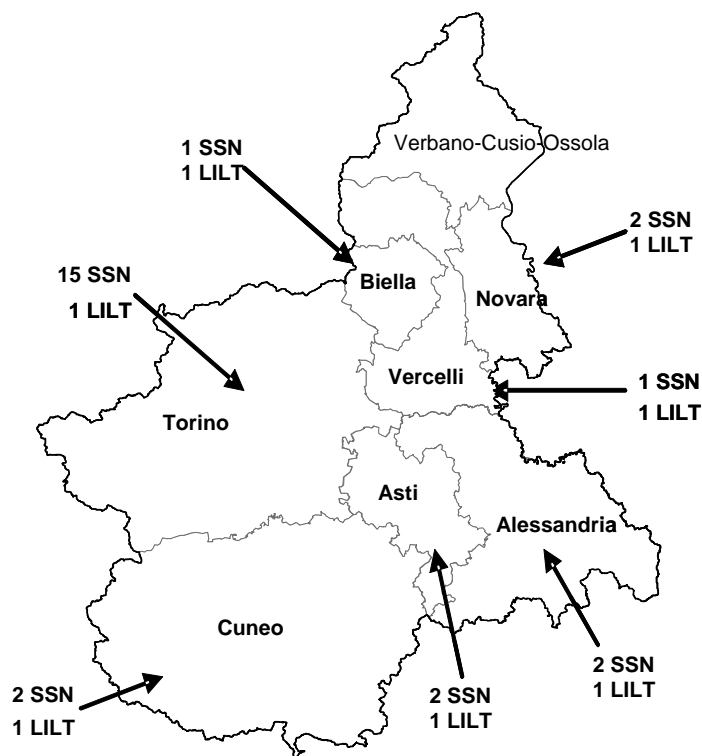 Verbano-Cusio-Ossola
1 SSN
1 LILT
2 SSN
1 LILT
Biella
15 SSN
1 LILT
Novara
Vercelli
1 SSN
1 LILT
Torino
Asti
Alessandria
Cuneo
2 SSN
1 LILT
2 SSN
1 LILT
2 SSN
1 LILT